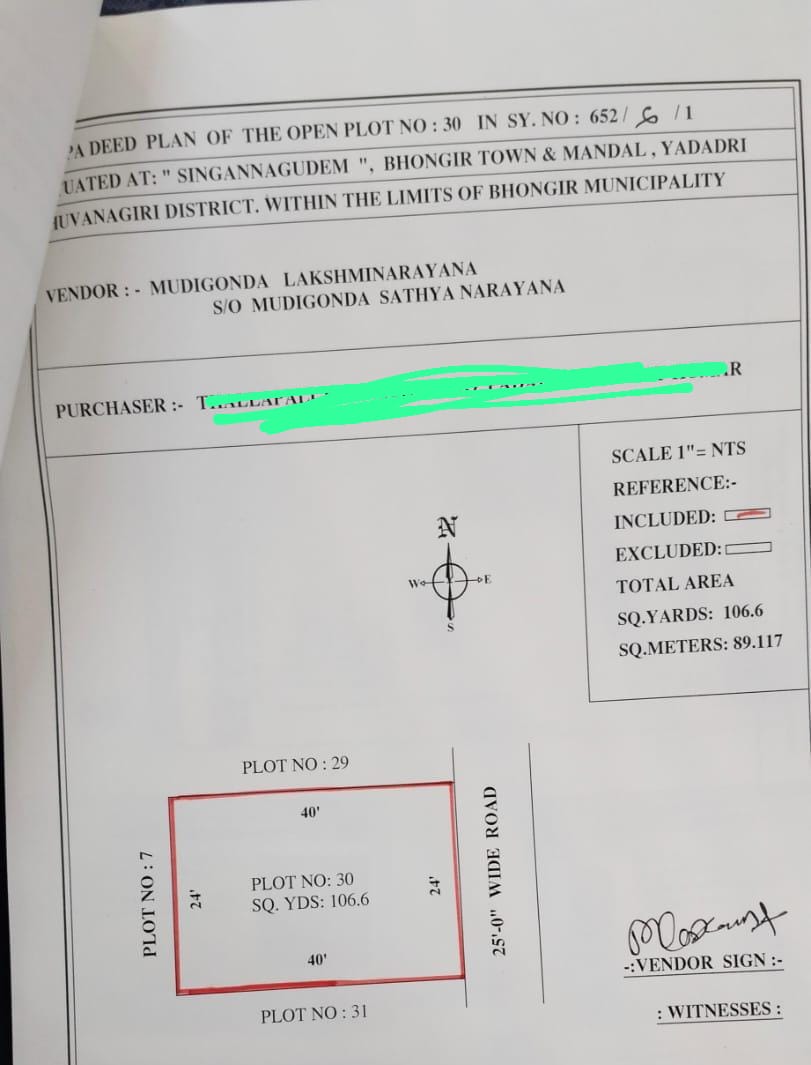 PA DEED PLAN OF THE OPEN PLOT NO : 30 IN SY. NO : 652 / 6 /1
UATED AT: " SINGANNAGUDEM ", BHONGIR TOWN & MANDAL , YADADRI
HUVANAGIRI DISTRICT. WITHIN THE LIMITS OF BHONGIR MUNICIPALITY
VENDOR : - MUDIGONDA LAKSHMINARAYANA
S/O MUDIGONDA SATHYA NARAYANA
PURCHASER :-
SCALE 1"= NTS
REFERENCE:-
INCLUDED:
EXCLUDED:
TOTAL AREA
SQ.YARDS: 106.6
SQ.METERS: 89.117
N
W E
S
PLOT NO : 29
40'
PLOT NO : 7
24'
PLOT NO: 30
SQ. YDS: 106.6
24'
25'-0" WIDE ROAD
40'
PLOT NO : 31
-:VENDOR SIGN :-
: WITNESSES :